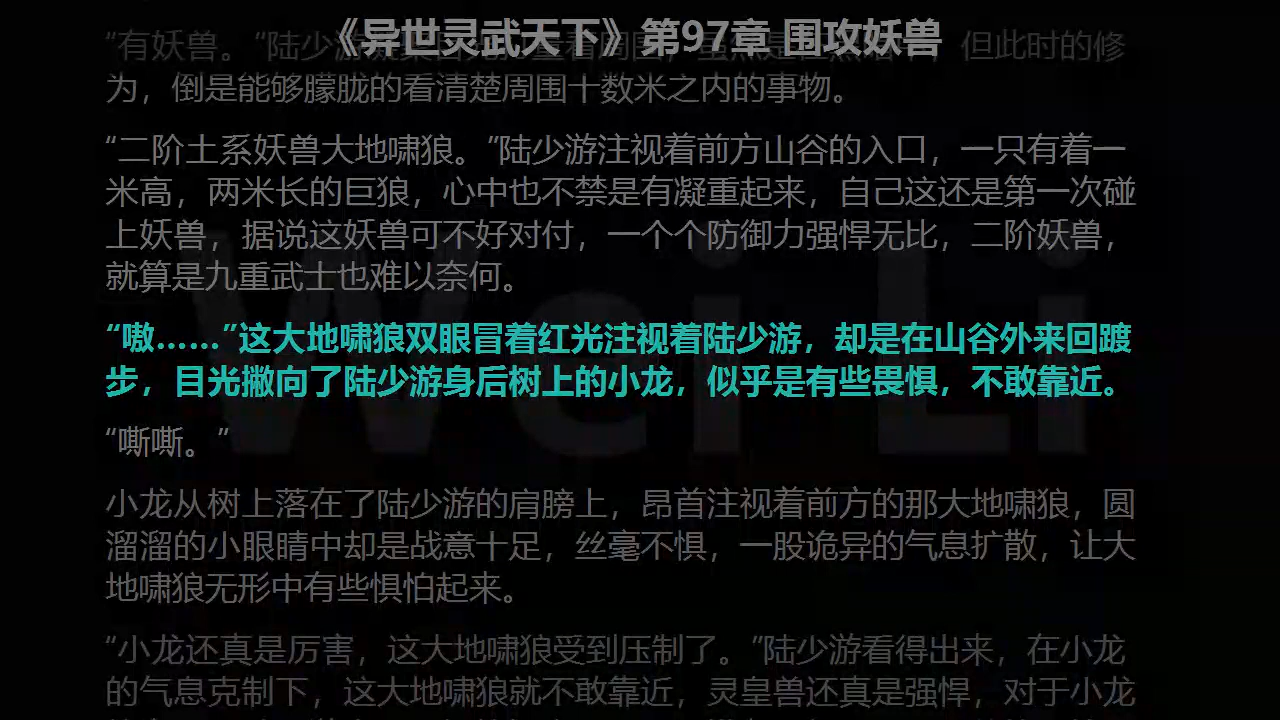 《异世灵武天下》第97章 围攻妖兽
“有妖兽。“陆少游 但此时的修
为，倒是能够朦胧的看清楚周围十数米之内的事物。
“二阶土系妖兽大地啸狼。”陆少游注视着前方山谷的入口，一只有着一
米高，两米长的巨狼，心中也不禁是有凝重起来，自己这还是第一次碰
上妖兽，据说这妖兽可不好对付，一个个防御力强悍无比，二阶妖兽，
就算是九重武士也难以奈何。
“嗷……”这大地啸狼双眼冒着红光注视着陆少游，却是在山谷外来回踱
步，目光撇向了陆少游身后树上的小龙，似乎是有些畏惧，不敢靠近。
“嘶嘶。”
小龙从树上落在了陆少游的肩膀上，昂首注视着前方的那大地啸狼，圆
溜溜的小眼睛中却是战意十足，丝毫不惧，一股诡异的气息扩散，让大
地啸狼无形中有些惧怕起来。
“小龙还真是厉害，这大地啸狼受到压制了。”陆少游看得出来，在小龙
的气息克制下，这大地啸狼就不敢靠近，灵皇兽还真是强悍，对于小龙
Wei Li